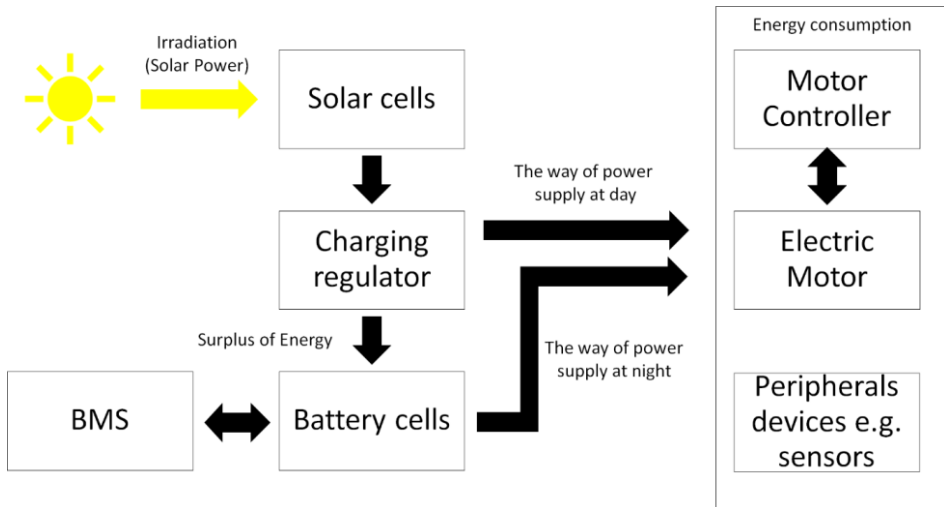 Irradiation
(Solar Power)
Solar cells
Charging
regulator
Surplus of Energy
BMS
Battery cells
The way of power
supply at day
The way of power
supply at night
Energy consumption
Motor
Controller
Electric
Motor
Peripherals
devices e.g.
sensors